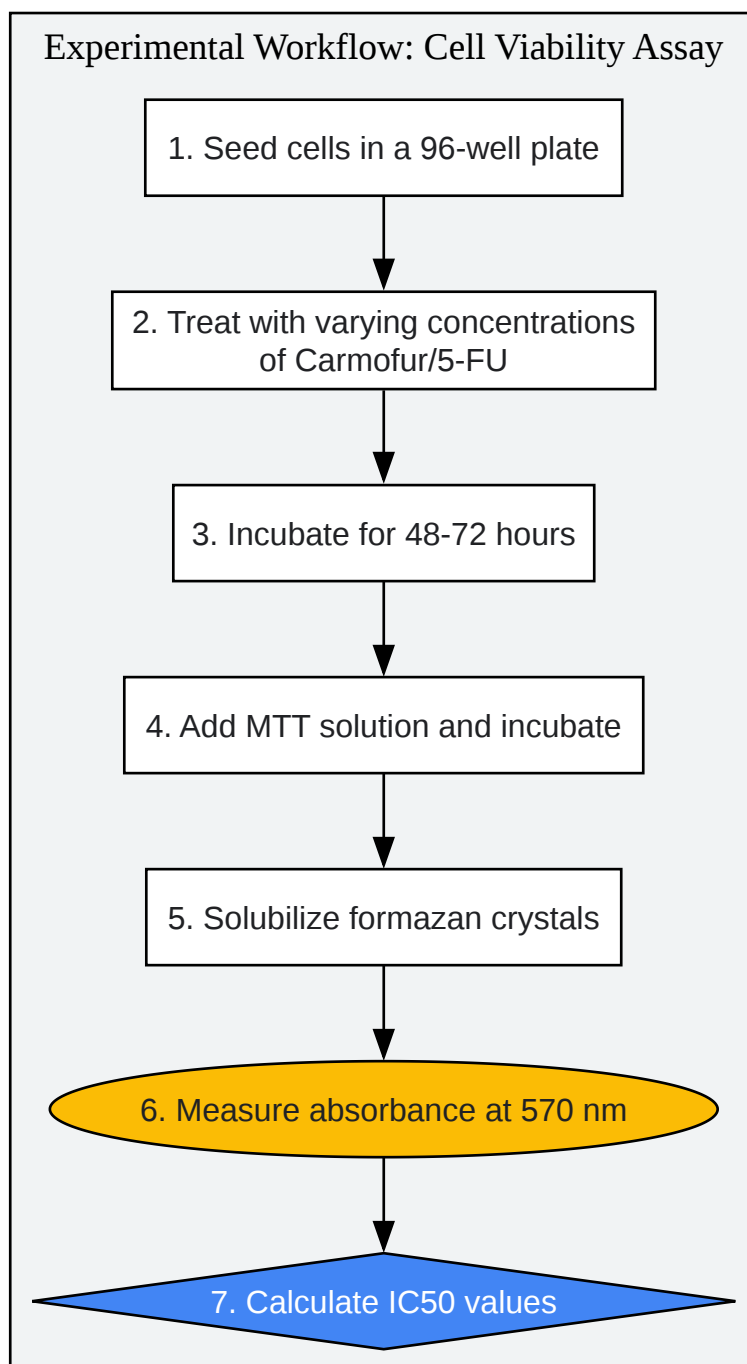 Experimental Workflow: Cell Viability Assay
1. Seed cells in a 96-well plate
2. Treat with varying concentrations
of Carmofur/5-FU
3. Incubate for 48-72 hours
4. Add MTT solution and incubate
5. Solubilize formazan crystals
6. Measure absorbance at 570 nm
7. Calculate IC50 values